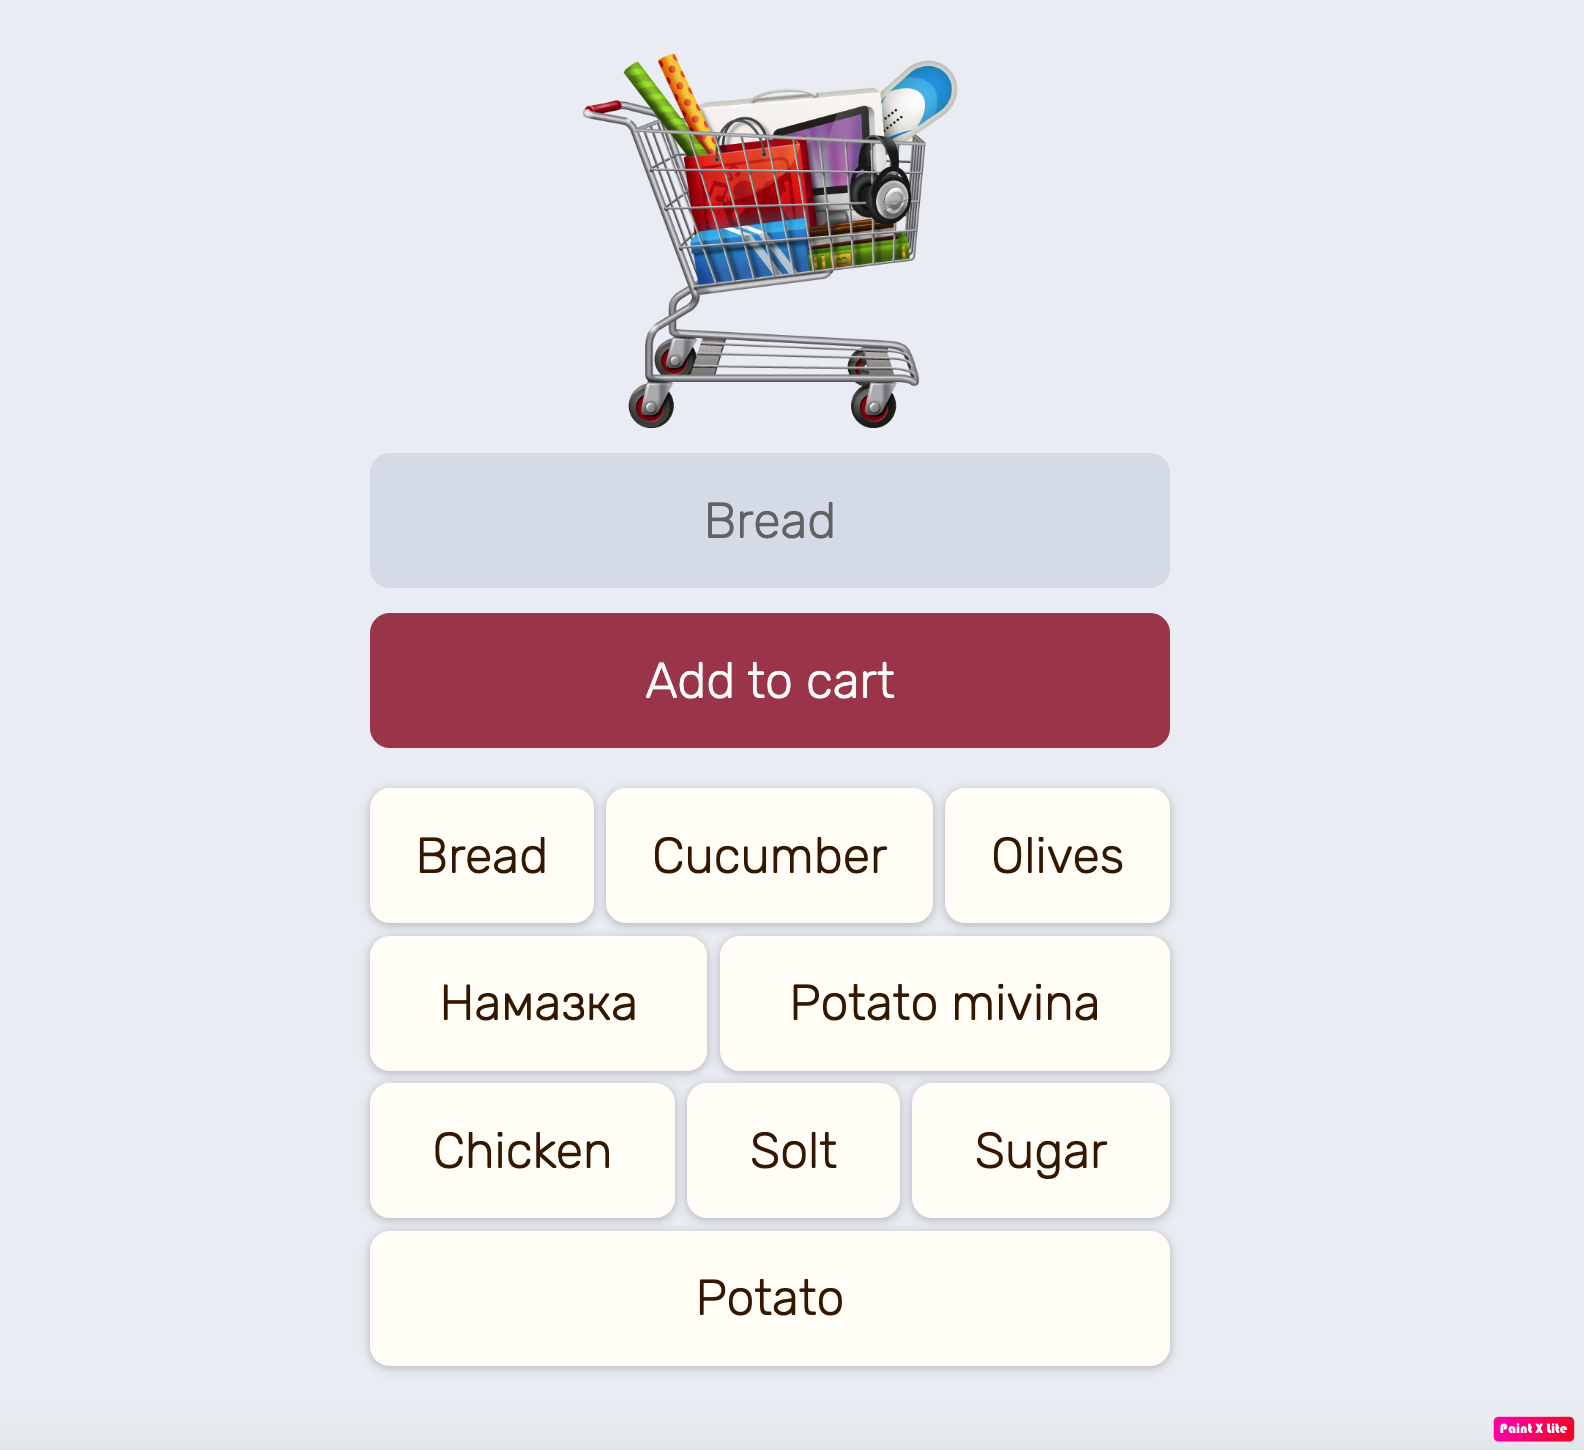 Bread
Add to cart
Bread
Cucumber
Olives
Намазка
Potato mivina
Chicken
Solt
Sugar
Potato
Paint X Lite